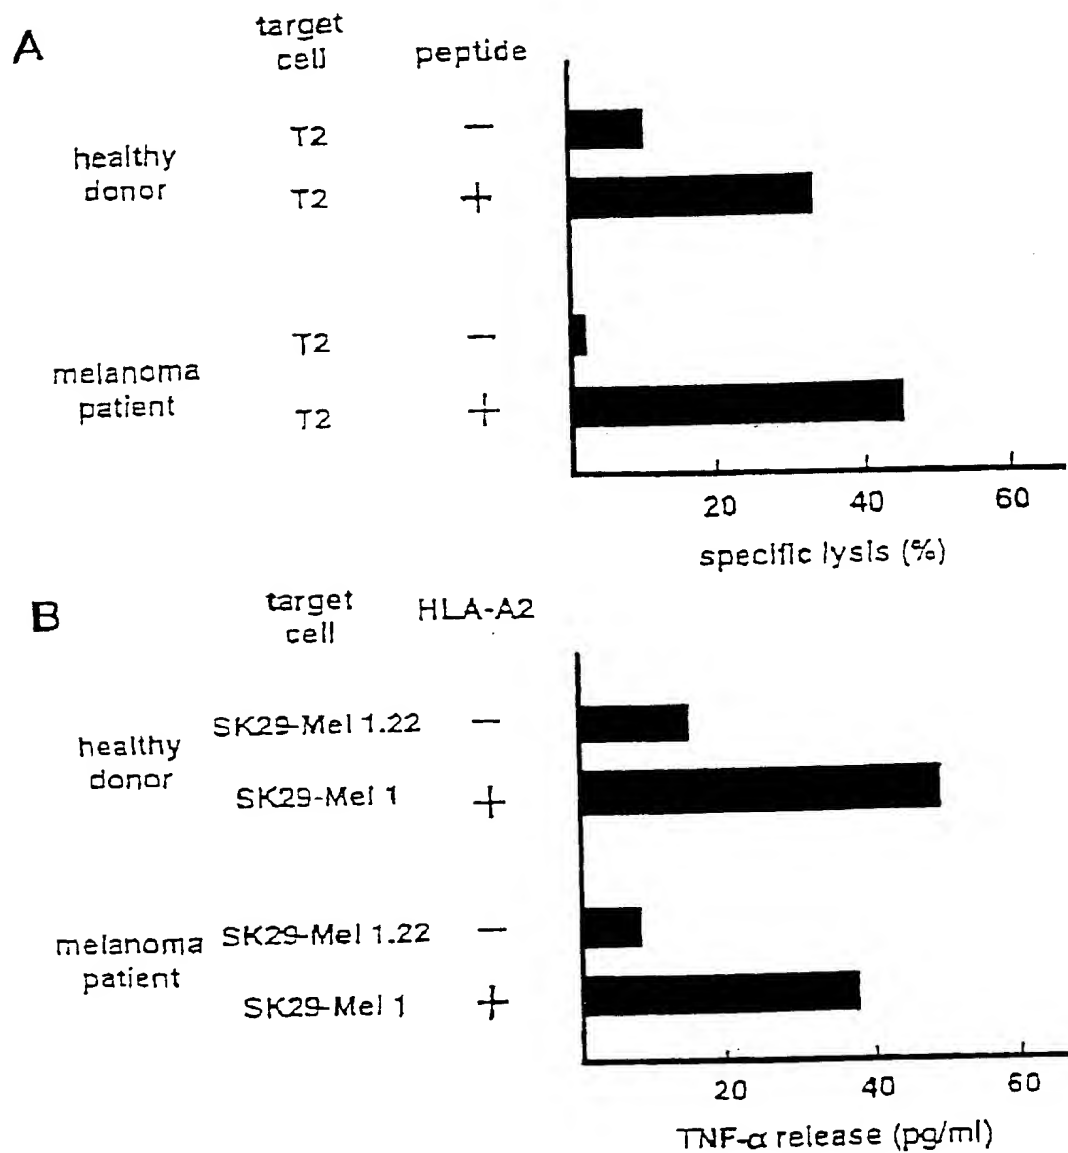 A
target cell
peptide
healthy donor
T2
−
T2
+
melanoma patient
T2
−
T2
+
20 40 60
specific lysis (%)
B
target cell
HLA-A2
healthy donor
SK29-Mel 1.22
−
SK29-Mel 1
+
melanoma patient
SK29-Mel 1.22
−
SK29-Mel 1
+
20 40 60
TNF-α release (pg/ml)